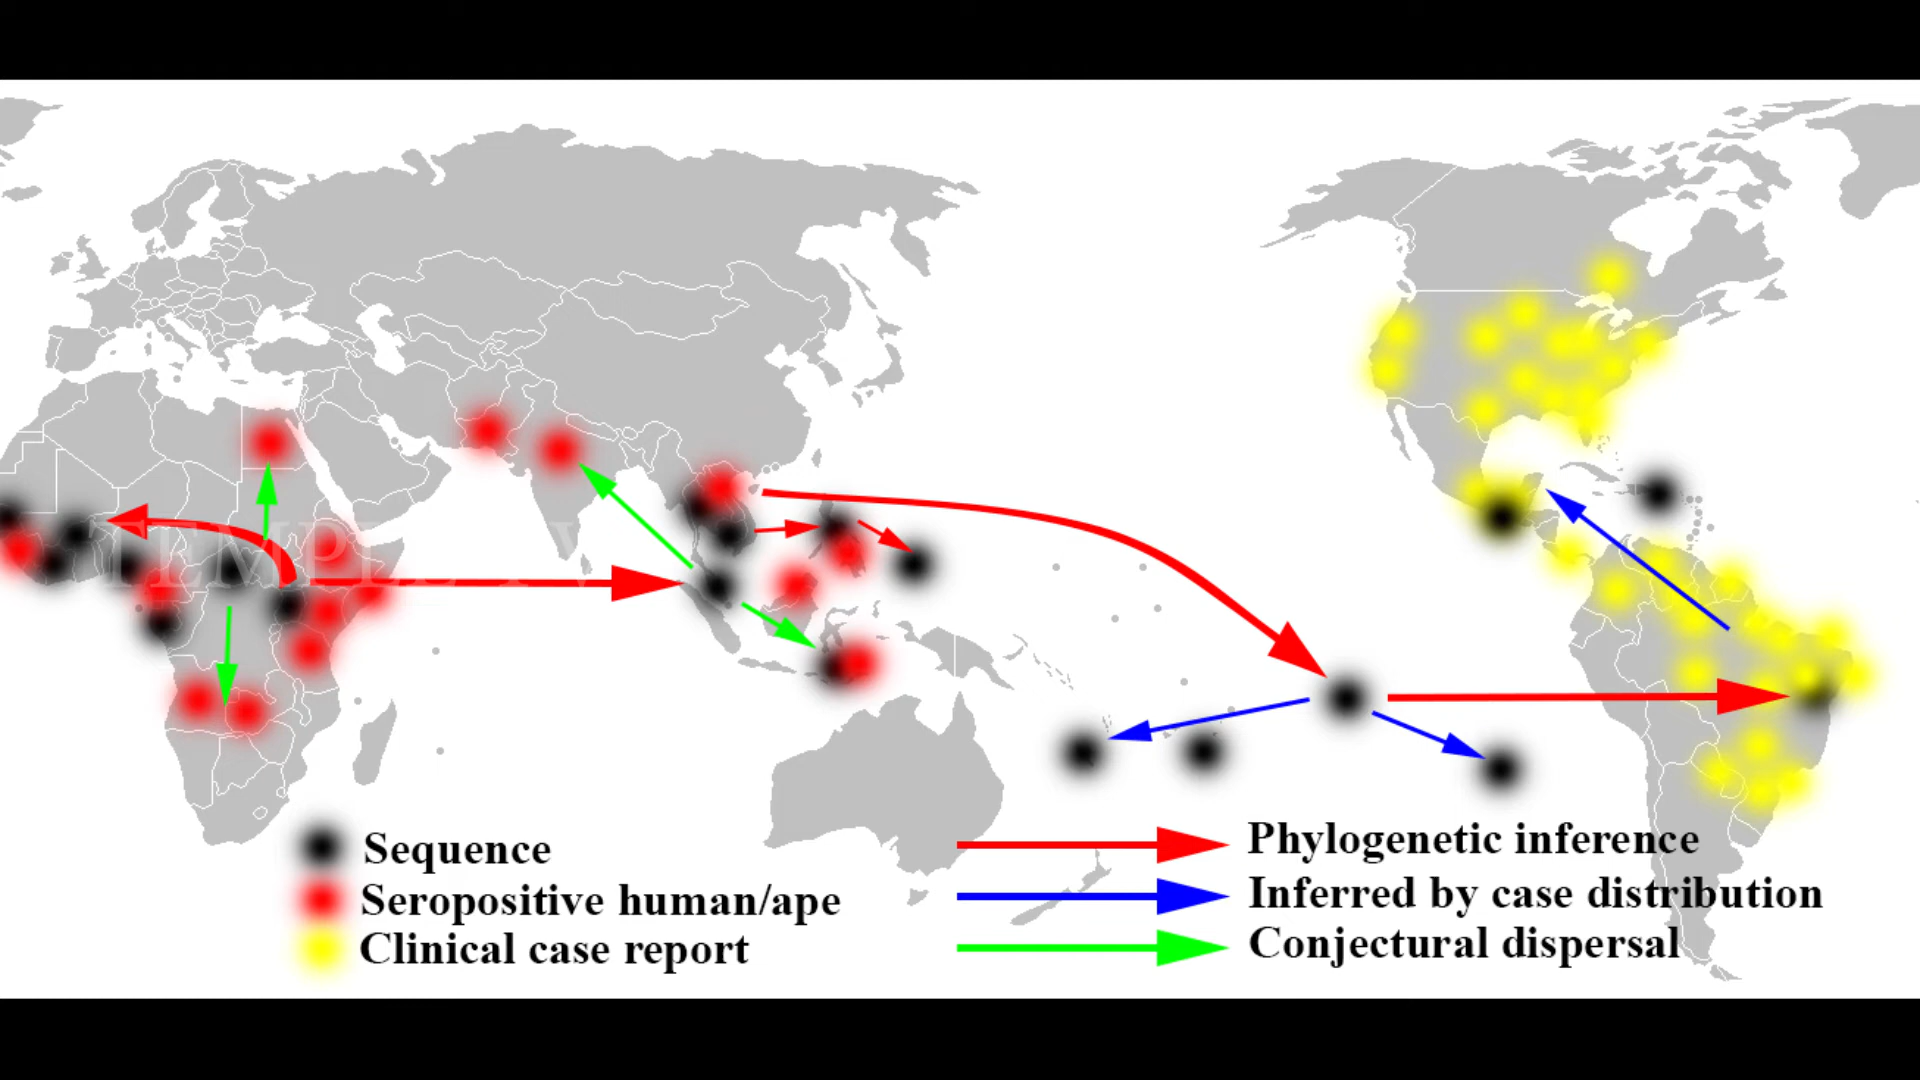 Sequence
Seropositive human/ape
Clinical case report
Phylogenetic inference
Inferred by case distribution
Conjectural dispersal